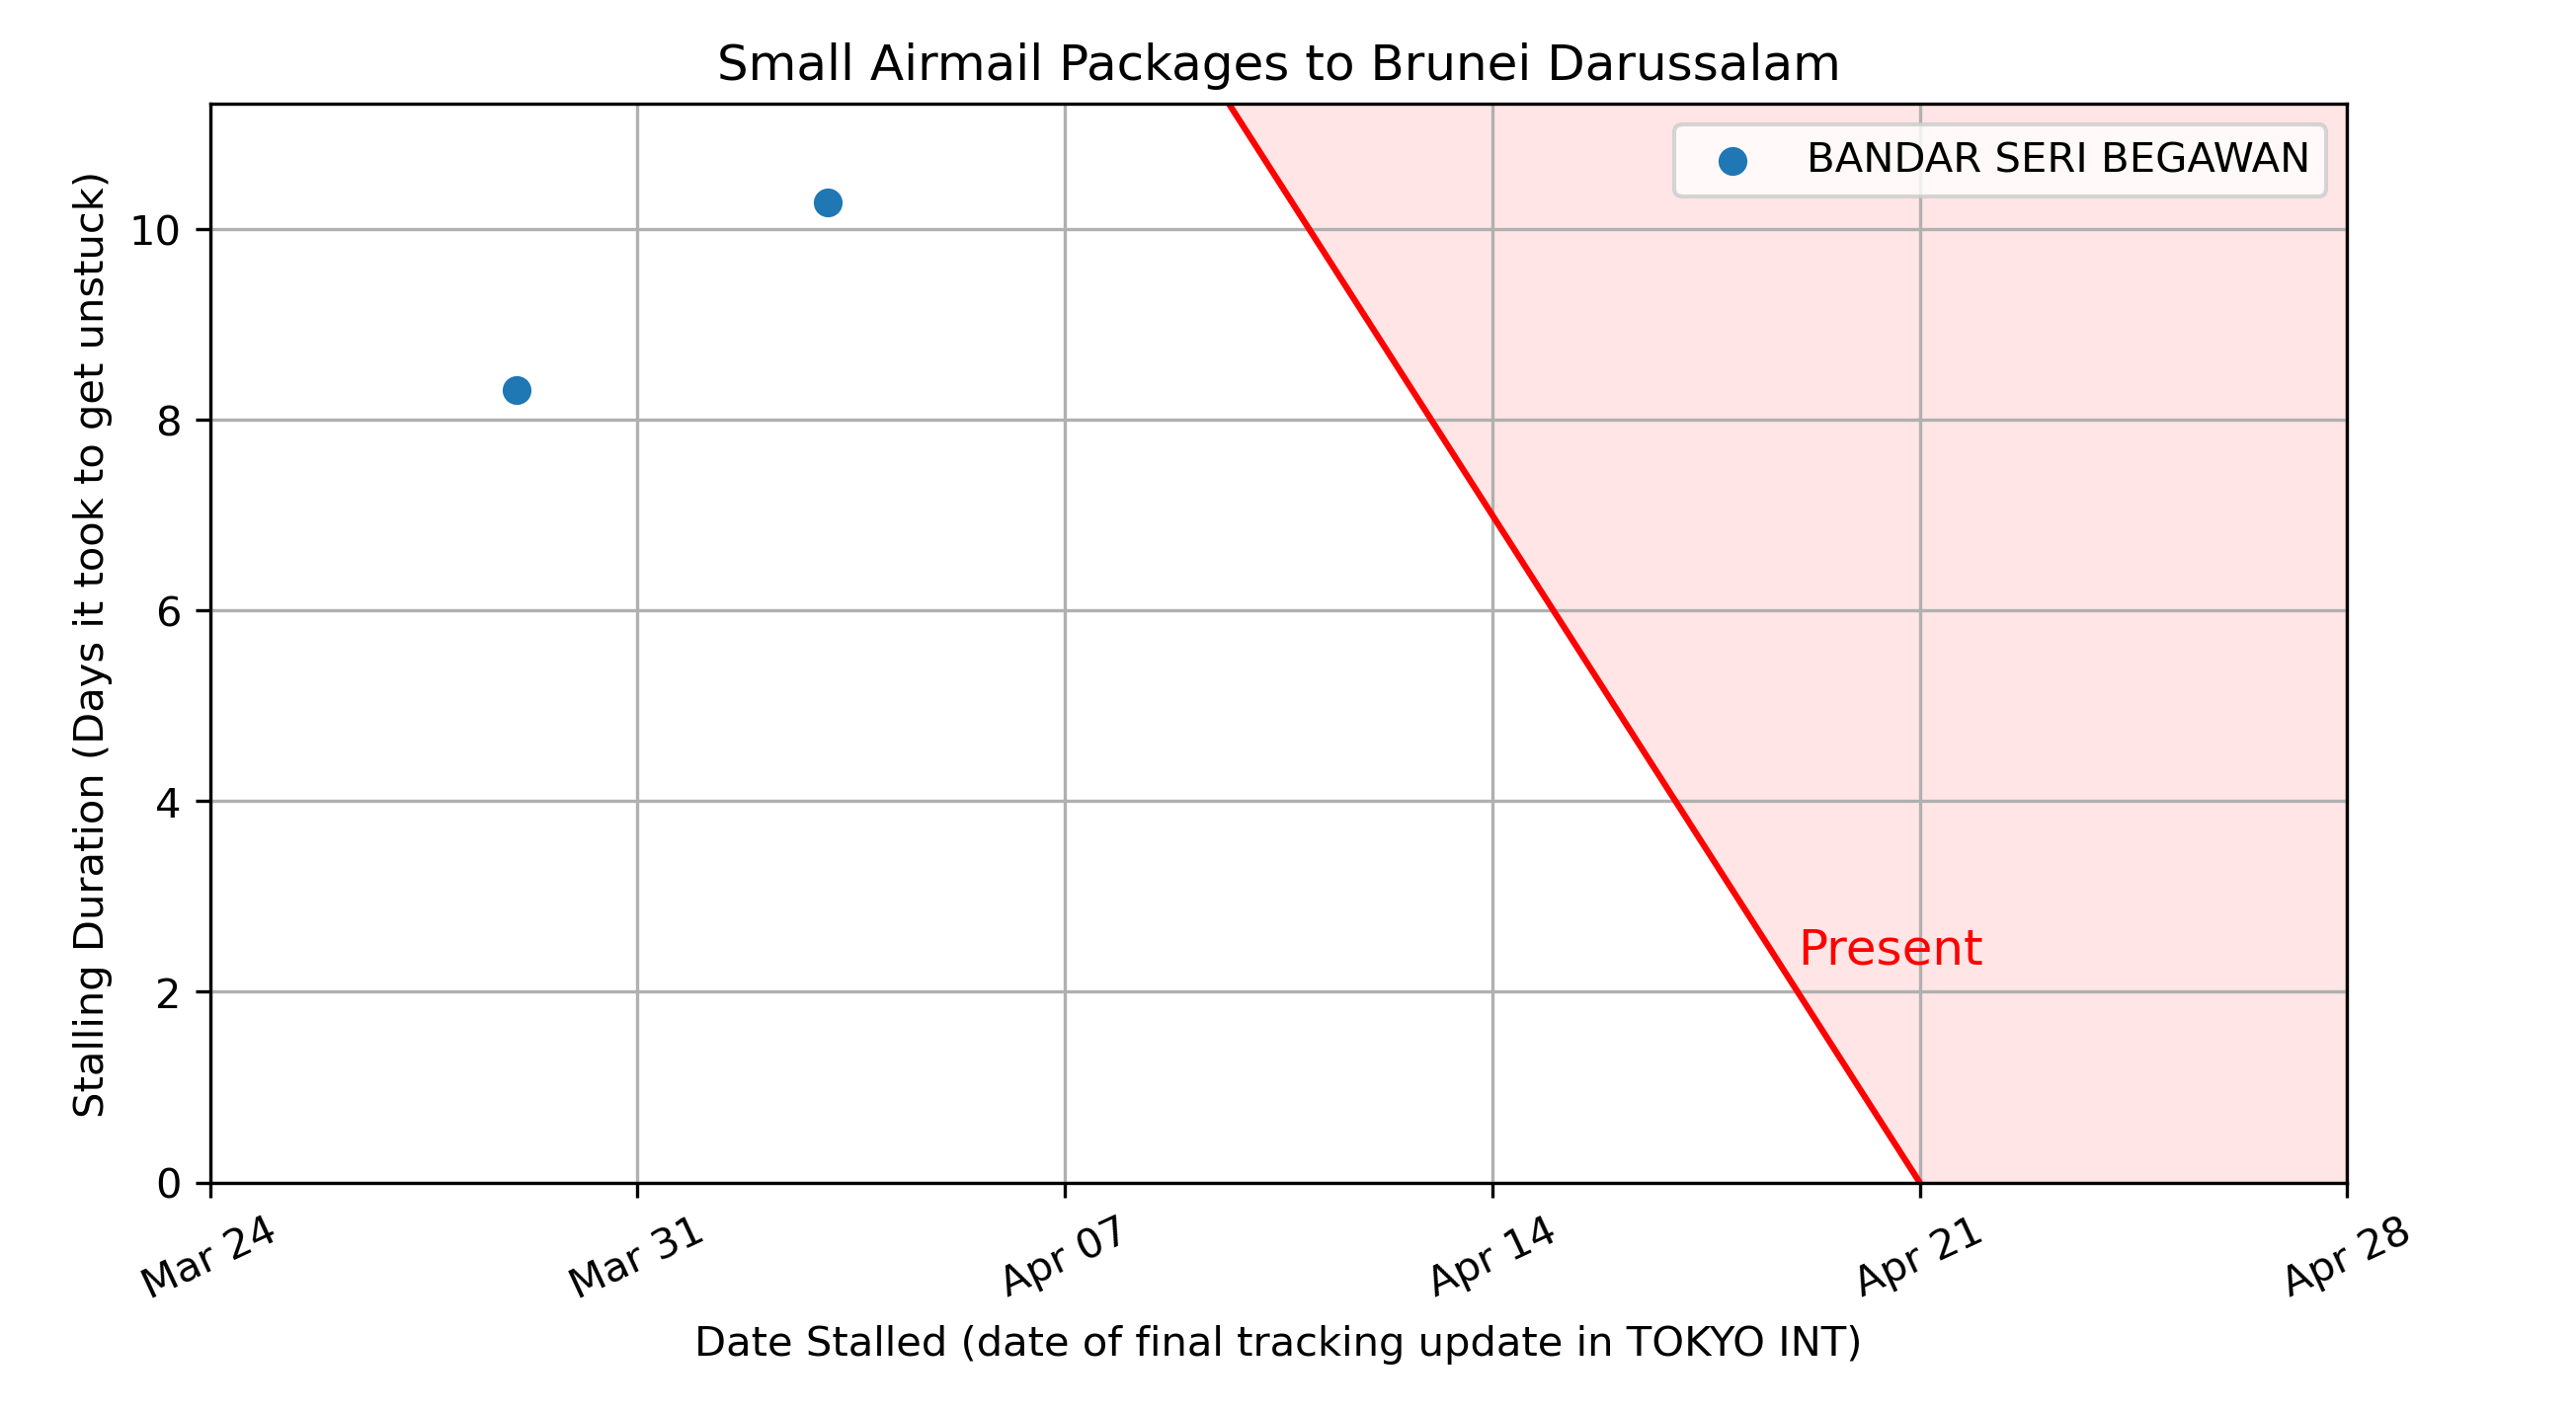 Small Airmail Packages to Brunei Darussalam
BANDAR SERI BEGAWAN
Stalling Duration (Days it took to get unstuck)
10
8
6
4
2
0
Present
Mar 24
Mar 31
Apr 07
Apr 14
Apr 21
Apr 28
Date Stalled (date of final tracking update in TOKYO INT)